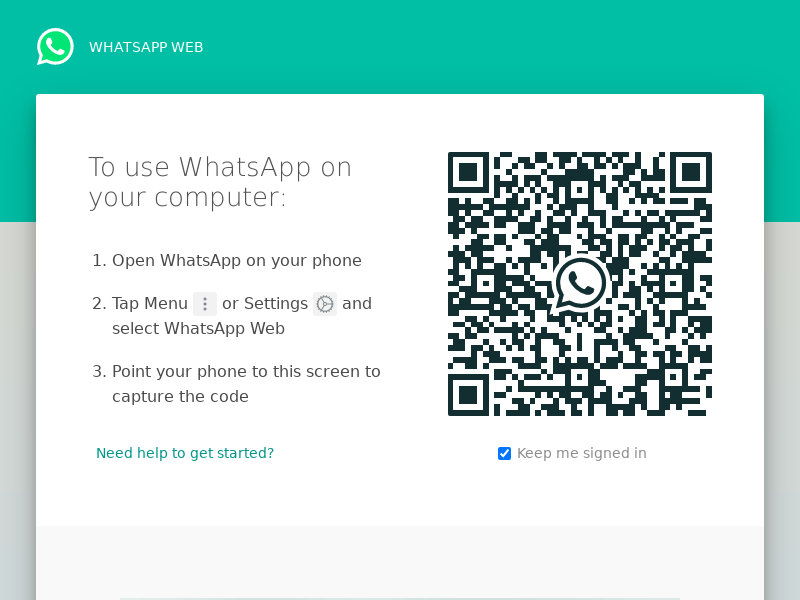 WHATSAPP WEB
To use WhatsApp on
your computer:
1. Open WhatsApp on your phone
2. Tap Menu or Settings and
select WhatsApp Web
3. Point your phone to this screen to
capture the code
Need help to get started?
Keep me signed in